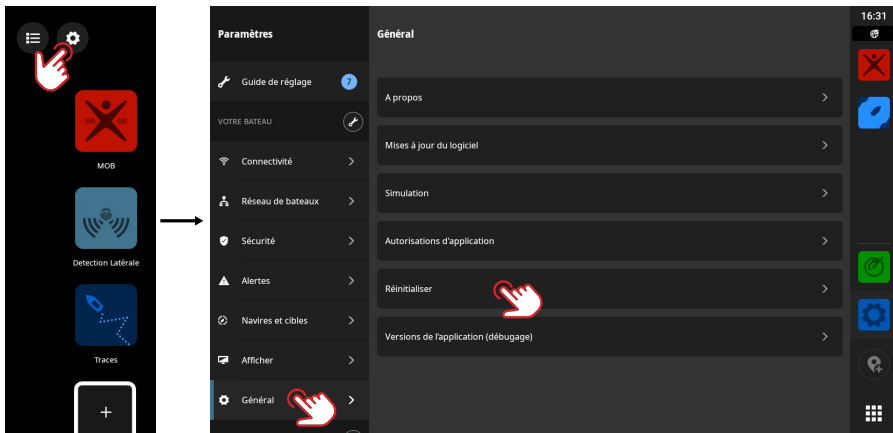 MOB
Detection Latérale
Traces
+
Paramètres
Guide de réglage 7
VOTRE BATEAU
Connectivité
Réseau de bateaux
Sécurité
Alertes
Navires et cibles
Afficher
Général
Général
A propos
Mises à jour du logiciel
Simulation
Autorisations d'application
Réinitialiser
Versions de l'application (débugage)
16:31